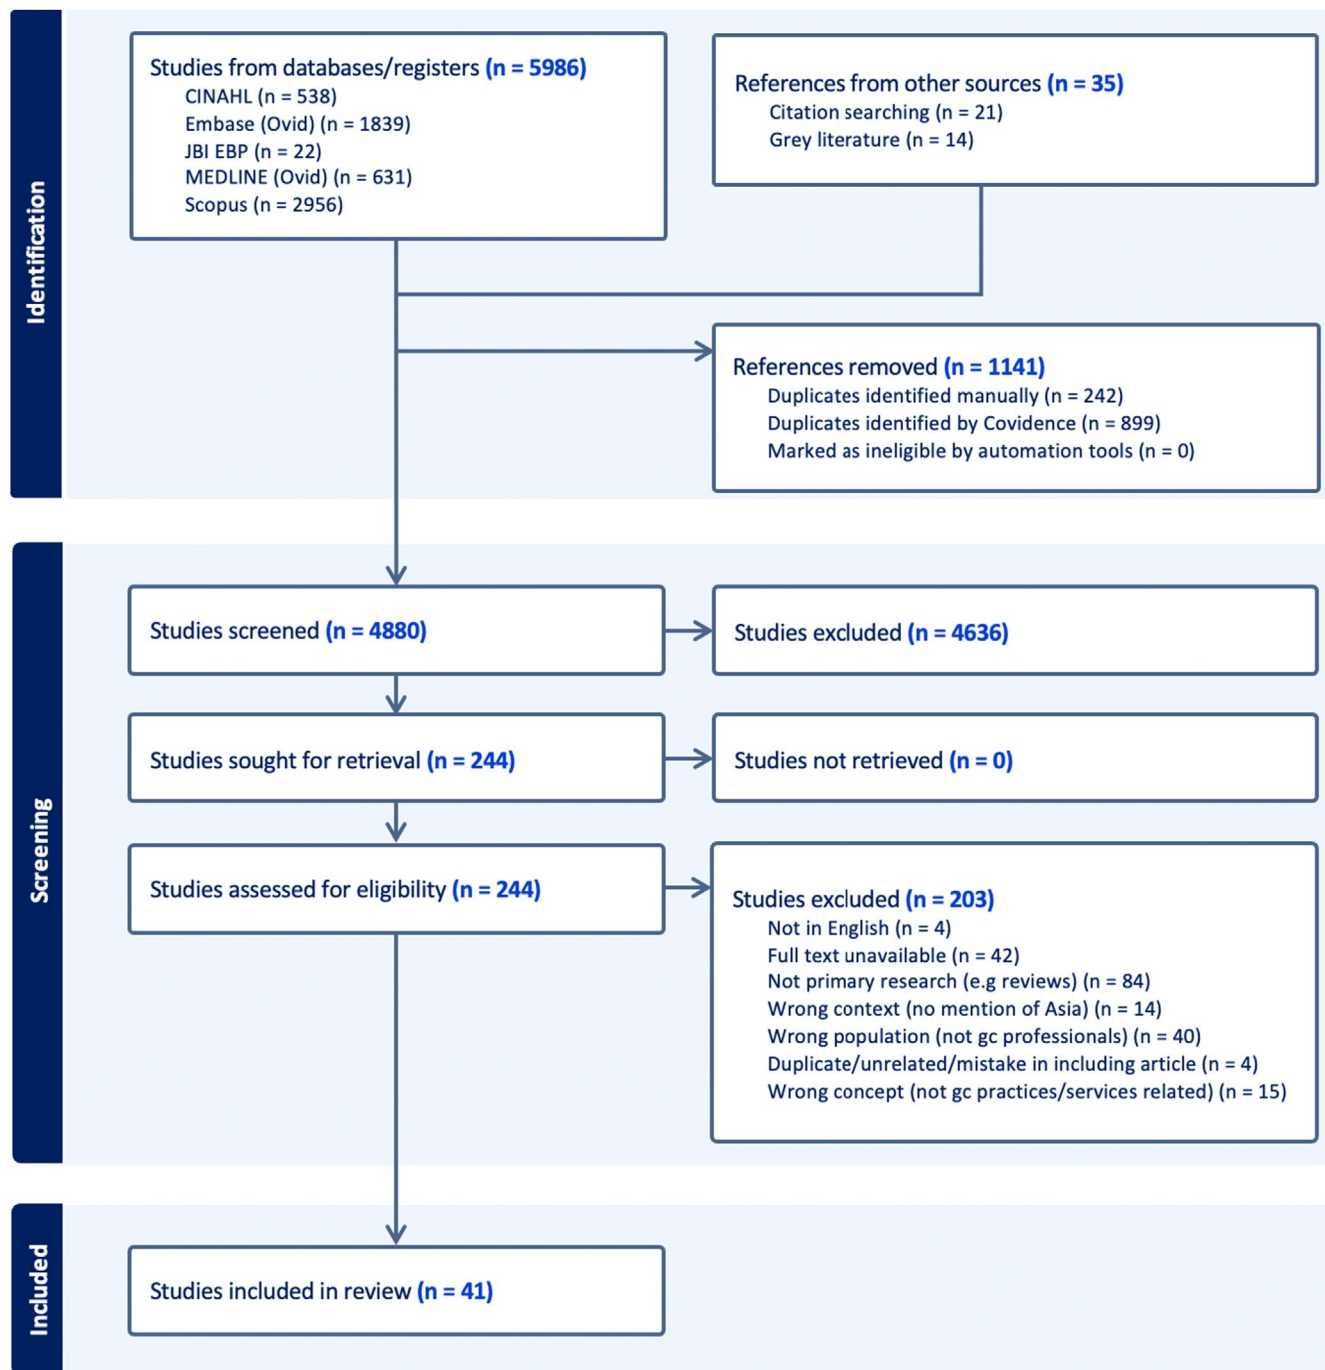 Identification
Studies from databases/registers (n = 5986)
CINAHL (n = 538)
Embase (Ovid) (n = 1839)
JBI EBP (n = 22)
MEDLINE (Ovid) (n = 631)
Scopus (n = 2956)
References from other sources (n = 35)
Citation searching (n = 21)
Grey literature (n = 14)
References removed (n = 1141)
Duplicates identified manually (n = 242)
Duplicates identified by Covidence (n = 899)
Marked as ineligible by automation tools (n = 0)
Screening
Studies screened (n = 4880)
Studies excluded (n = 4636)
Studies sought for retrieval (n = 244)
Studies not retrieved (n = 0)
Studies assessed for eligibility (n = 244)
Studies excluded (n = 203)
Not in English (n = 4)
Full text unavailable (n = 42)
Not primary research (e.g reviews) (n = 84)
Wrong context (no mention of Asia) (n = 14)
Wrong population (not gc professionals) (n = 40)
Duplicate/unrelated/mistake in including article (n = 4)
Wrong concept (not gc practices/services related) (n = 15)
Included
Studies included in review (n = 41)